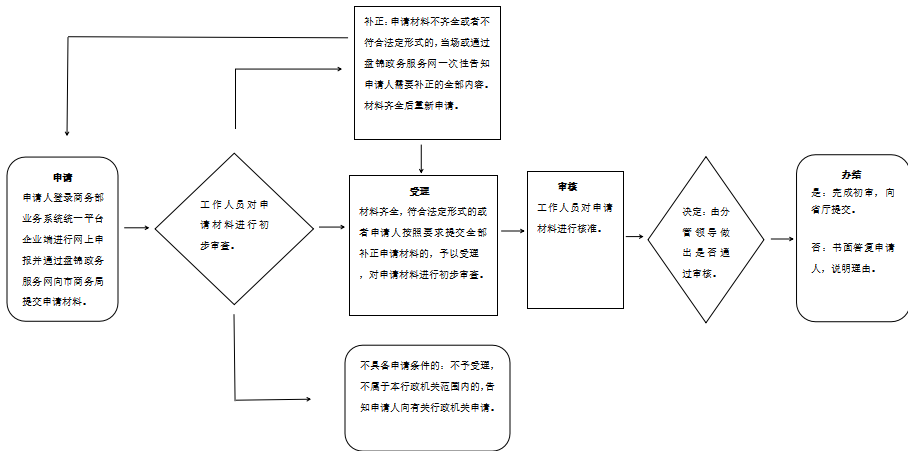 补正：申请材料不齐全或者不
符合法定形式的，当场或通过
盘锦政务服务网一次性告知
申请人需要补正的全部内容。
材料齐全后重新申请。
申请
申请人登录商务部
业务系统统一平台
企业端进行网上申
报并通过盘锦政务
服务网向市商务局
提交申请材料。
工作人员对申
请材料进行初
步审查。
受理
材料齐全，符合法定形式的或
者申请人按照要求提交全部
补正申请材料的，予以受理
，对申请材料进行初步审查。
审核
工作人员对申请
材料进行核准。
决定：由分
管领导做
出是否通
过审核。
办结
是：完成初审，向
省厅提交。
否：书面答复申请
人，说明理由。
不具备申请条件的：不予受理，
不属于本行政机关范围内的，告
知申请人向有关行政机关申请。